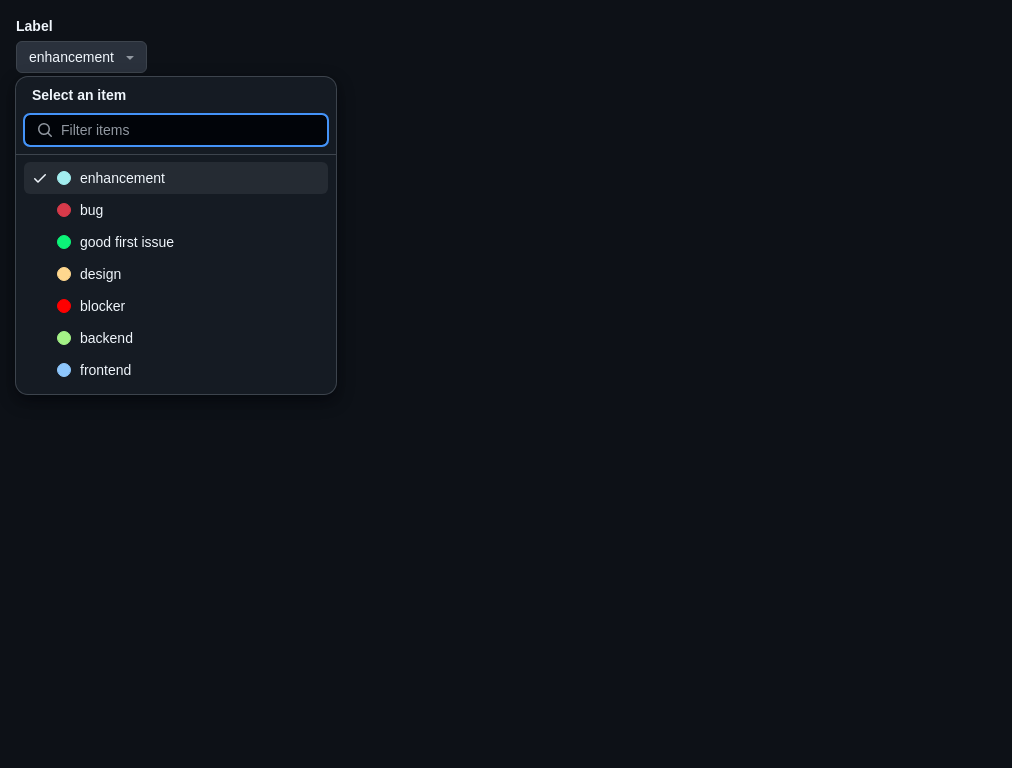 Label
enhancement
Select an item
Filter items
enhancement
bug
good first issue
design
blocker
backend
frontend